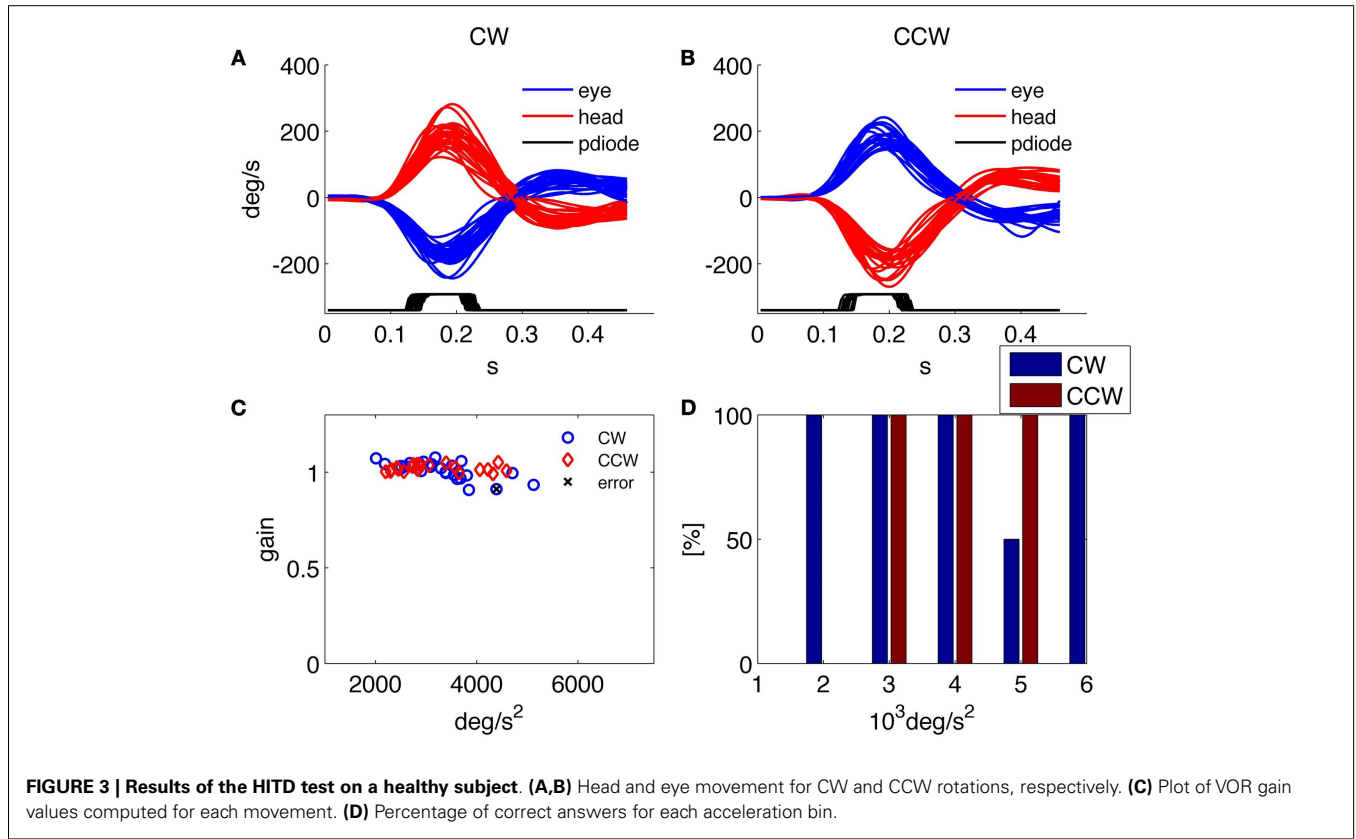 CW
CCW
A
B
400
200
0
-200
deg/s
eye
head
pdiode
0 0.1 0.2 0.3 0.4
s
400
200
0
-200
eye
head
pdiode
0 0.1 0.2 0.3 0.4
s
CW
CCW
C
D
1
0.5
0
gain
CW
CCW
error
2000 4000 6000
deg/s²
100
50
0
[%]
1 2 3 4 5 6
10³deg/s²
FIGURE 3 | Results of the HITD test on a healthy subject. (A,B) Head and eye movement for CW and CCW rotations, respectively. (C) Plot of VOR gain
values computed for each movement. (D) Percentage of correct answers for each acceleration bin.